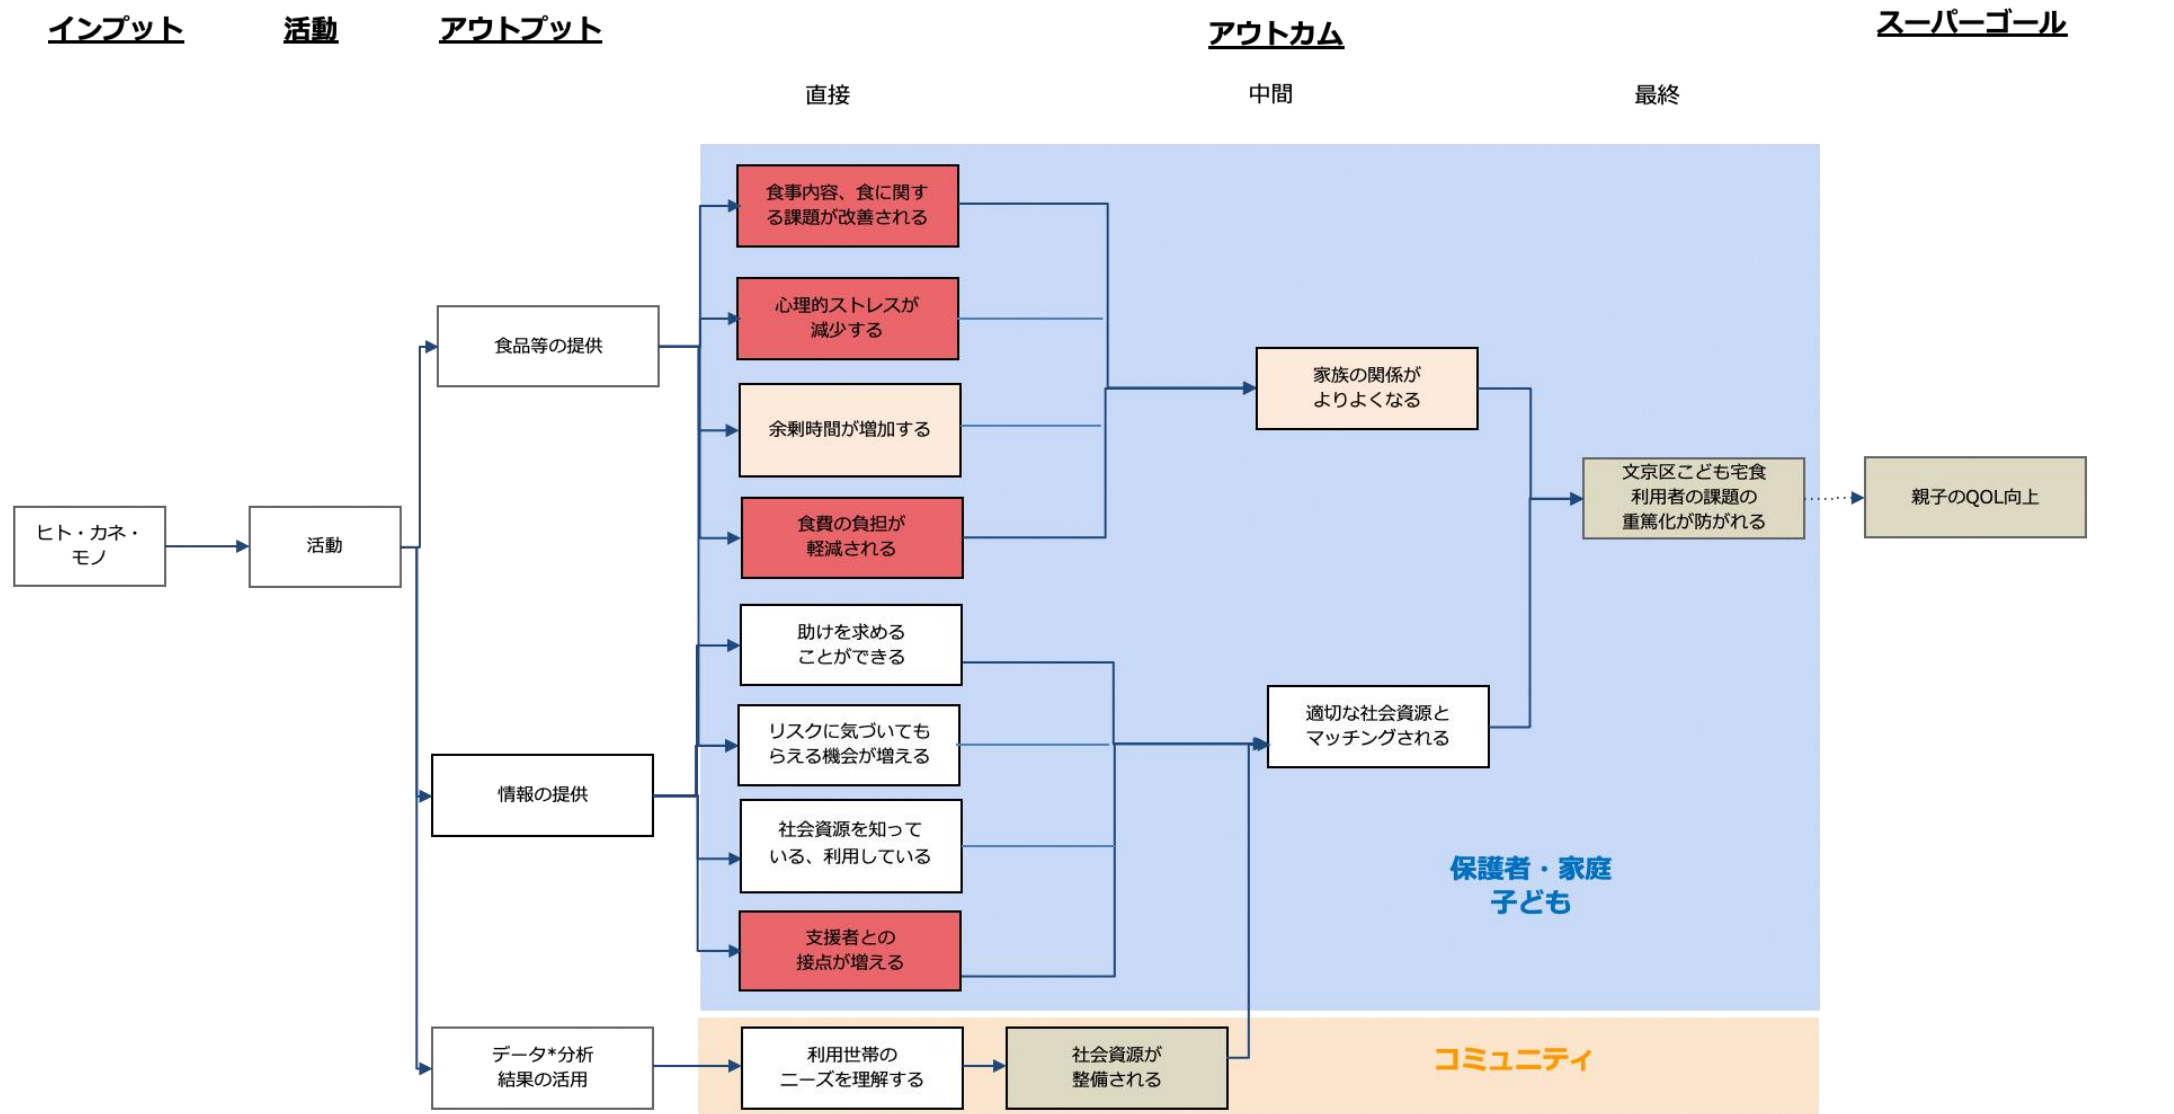 インプット
活動
アウトプット
アウトカム
スーパーゴール
直接
中間
最終
食事内容、食に関す
る課題が改善される
心理的ストレスが
減少する
食品等の提供
余剰時間が増加する
家族の関係が
よりよくなる
ヒト・カネ・
モノ
活動
食費の負担が
軽減される
文京区こども宅食
利用者の課題の
重篤化が防がれる
親子のQOL向上
助けを求める
ことができる
リスクに気づいても
らえる機会が増える
適切な社会資源と
マッチングされる
情報の提供
社会資源を知って
いる、利用している
保護者・家庭
子ども
支援者との
接点が増える
データ*分析
結果の活用
利用世帯の
ニーズを理解する
社会資源が
整備される
コミュニティ